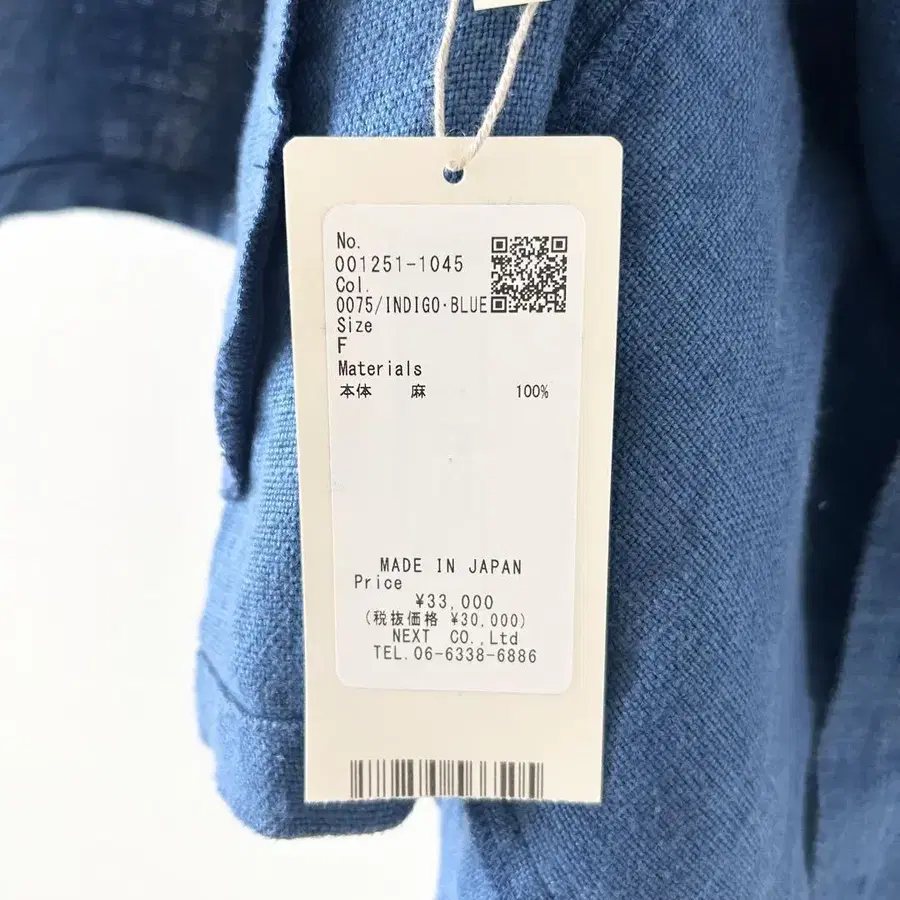 No.
001251-1045
Col.
0075/INDIGO·BLUE
Size
F
Materials
本体 麻 100%
MADE IN JAPAN
Price
¥33,000
(税抜価格 ¥30,000)
NEXT CO.,Ltd
TEL.06-6338-6886